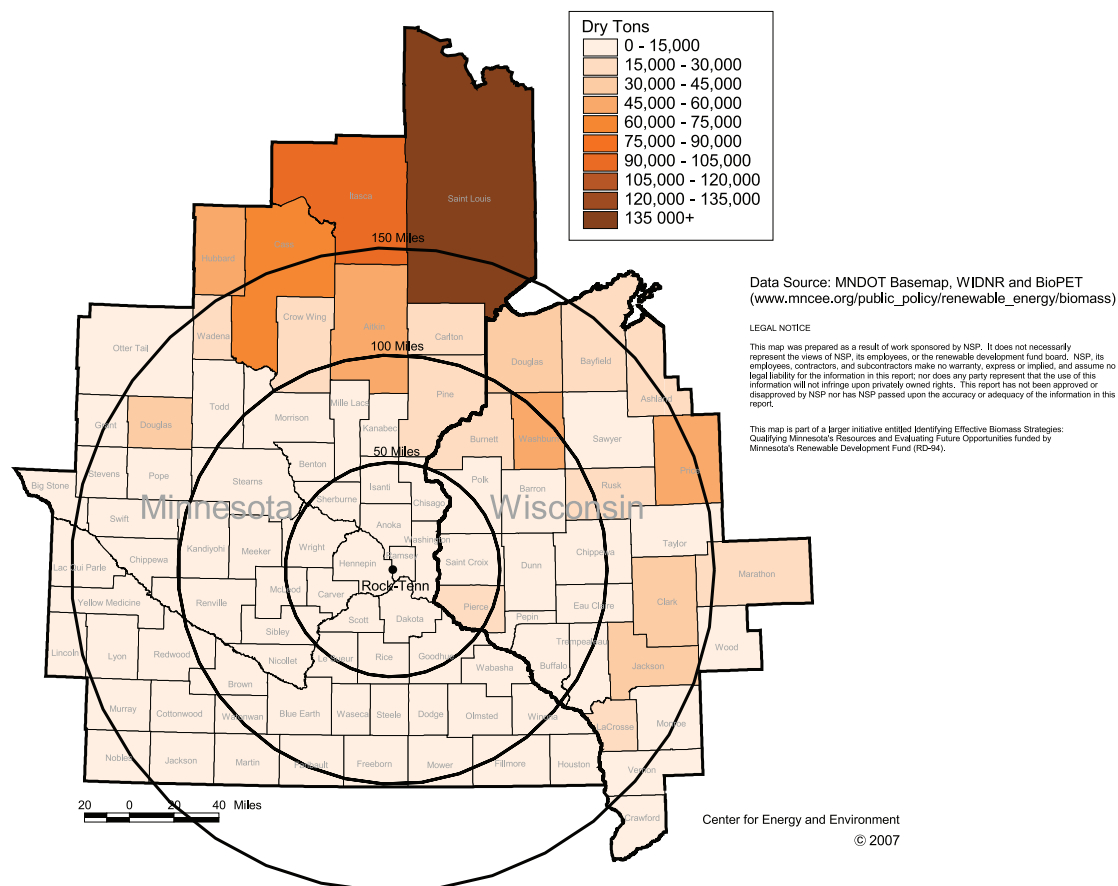 Dry Tons
0 - 15,000
15,000 - 30,000
30,000 - 45,000
45,000 - 60,000
60,000 - 75,000
75,000 - 90,000
90,000 - 105,000
105,000 - 120,000
120,000 - 135,000
135 000+
Itasca
Saint Louis
150 Miles
Hubbard
Cass
Data Source: MNDOT Basemap, WIDNR and BioPET
(www.mncee.org/public_policy/renewable_energy/biomass)
LEGAL NOTICE
This map was prepared as a result of work sponsored by NSP. It does not necessarily
represent the views of NSP, its employees, or the renewable development fund board. NSP, its
employees, contractors, and subcontractors make no warranty, express or implied, and assume no
legal liability for the information in this report; nor does any party represent that the use of this
information will not infringe upon privately owned rights. This report has not been approved or
disapproved by NSP nor has NSP passed upon the accuracy or adequacy of the information in this
report.
This map is part of a larger initiative entitled Identifying Effective Biomass Strategies:
Qualifying Minnesota's Resources and Evaluating Future Opportunities funded by
Minnesota's Renewable Development Fund (RD-94).
Otter Tail
Wadena
Crow Wing
Aitkin
Carlton
100 Miles
Douglas
Bayfield
Ashland
Grant
Douglas
Todd
Morrison
Mille Lacs
Kanabec
Pine
Burnett
Washburn
Sawyer
Price
50 Miles
Big Stone
Stevens
Pope
Stearns
Benton
Isanti
Polk
Barron
Rusk
Sherburne
Chisago
Minnesota
Wisconsin
Swift
Anoka
Washington
Taylor
Lac Qui Parle
Chippewa
Kandiyohi
Meeker
Wright
Hennepin
Ramsey
Saint Croix
Dunn
Chippewa
Marathon
Rock-Tenn
Yellow Medicine
Renville
McLeod
Carver
Scott
Dakota
Pierce
Pepin
Eau Claire
Clark
Lincoln
Lyon
Redwood
Sibley
Nicollet
Le Sueur
Rice
Goodhue
Wabasha
Buffalo
Trempealeau
Jackson
Wood
Brown
Murray
Cottonwood
Watonwan
Blue Earth
Waseca
Steele
Dodge
Olmsted
Winona
LaCrosse
Monroe
Nobles
Jackson
Martin
Faribault
Freeborn
Mower
Fillmore
Houston
Vernon
Crawford
20 0 20 40 Miles
Center for Energy and Environment
© 2007